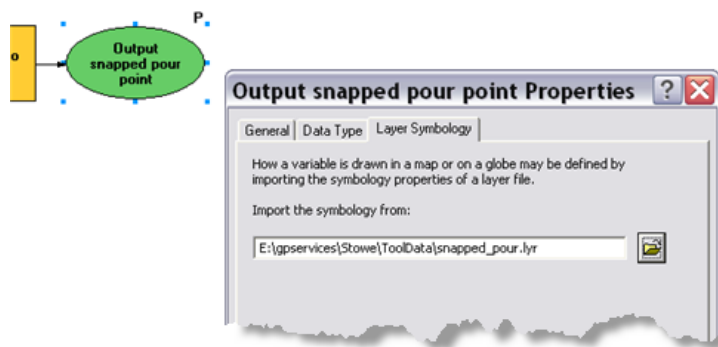 P
o
Output
snapped pour
point
Output snapped pour point Properties
?
General Data Type Layer Symbology
How a variable is drawn in a map or on a globe may be defined by
importing the symbology properties of a layer file.
Import the symbology from:
E:\gpservices\Stowe\ToolData\snapped_pour.lyr